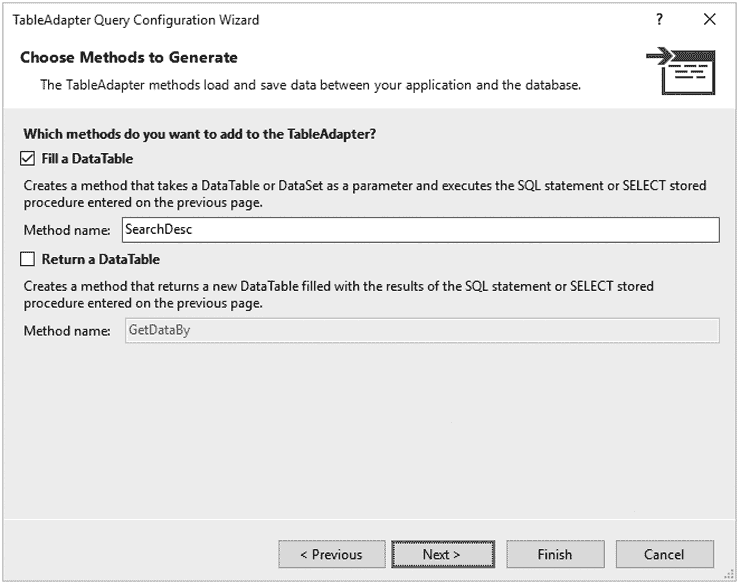 TableAdapter Query Configuration Wizard
?
Choose Methods to Generate
The TableAdapter methods load and save data between your application and the database.
Which methods do you want to add to the TableAdapter?
Fill a DataTable
Creates a method that takes a DataTable or DataSet as a parameter and executes the SQL statement or SELECT stored
procedure entered on the previous page.
Method name: SearchDesc
Return a DataTable
Creates a method that returns a new DataTable filled with the results of the SQL statement or SELECT stored
procedure entered on the previous page.
Method name: GetDataBy
< Previous Next > Finish Cancel